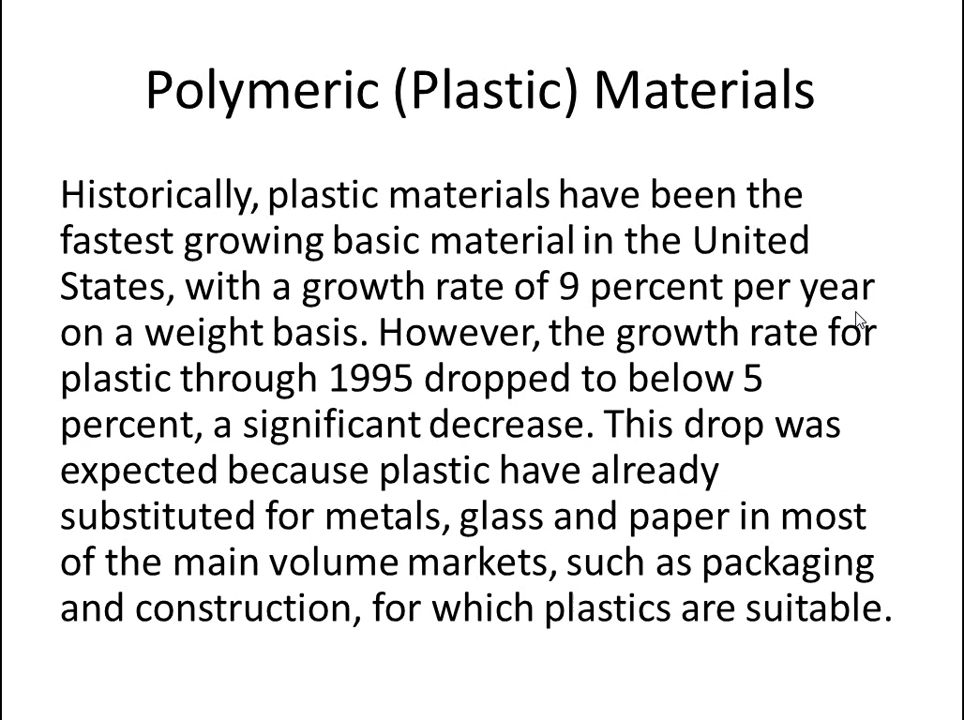 Polymeric (Plastic) Materials
Historically, plastic materials have been the
fastest growing basic material in the United
States, with a growth rate of 9 percent per year
on a weight basis. However, the growth rate for
plastic through 1995 dropped to below 5
percent, a significant decrease. This drop was
expected because plastic have already
substituted for metals, glass and paper in most
of the main volume markets, such as packaging
and construction, for which plastics are suitable.